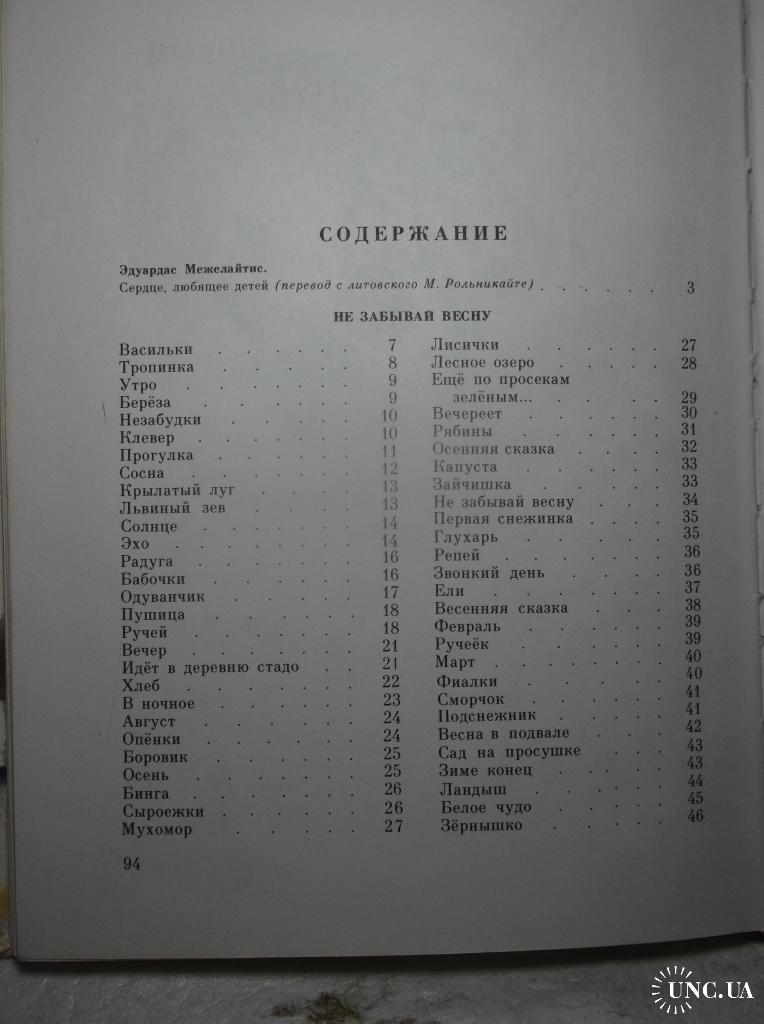 СОДЕРЖАНИЕ
Эдуардас Межелайтис.
Сердце, любящее детей (перевод с литовского М. Рольникайте) . . . . . . 3
НЕ ЗАБЫВАЙ ВЕСНУ
Васильки . . . . . . 7
Тропинка . . . . . 8
Утро . . . . . . . 9
Берёза . . . . . . 9
Незабудки . . . . . 10
Клевер . . . . . . 10
Прогулка . . . . . 11
Сосна . . . . . . 12
Крылатый луг . . . . 13
Львиный зев . . . . 13
Солнце . . . . . . 14
Эхо . . . . . . . 14
Радуга . . . . . . 16
Бабочки . . . . . . 16
Одуванчик . . . . . 17
Пушица . . . . . . 18
Ручей . . . . . . 18
Вечер . . . . . . 21
Идёт в деревню стадо . . 21
Хлеб . . . . . . . 22
В ночное . . . . . 23
Август . . . . . . 24
Опёнки . . . . . . 24
Боровик . . . . . . 25
Осень . . . . . . 25
Бинга . . . . . . 26
Сыроежки . . . . . 26
Мухомор . . . . . 27
Лисички . . . . . . 27
Лесное озеро . . . . . 28
Ещё по просекам
зелёным... . . . . 29
Вечереет . . . . . 30
Рябины . . . . . . 31
Осенняя сказка . . . . 32
Капуста . . . . . . 33
Зайчишка . . . . . 33
Не забывай весну . . . 34
Первая снежинка . . . . 35
Глухарь . . . . . 35
Репей . . . . . . 36
Звонкий день . . . . 36
Ели . . . . . . . 37
Весенняя сказка . . . 38
Февраль . . . . . 39
Ручеёк . . . . . . 39
Март . . . . . . . 40
Фиалки . . . . . . 40
Сморчок . . . . . 41
Подснежник . . . . 41
Весна в подвале . . . 42
Сад на просушке . . . 43
Зиме конец . . . . 43
Ландыш . . . . . 44
Белое чудо . . . . 45
Зёрнышко . . . . . 46
94
UNC.UA